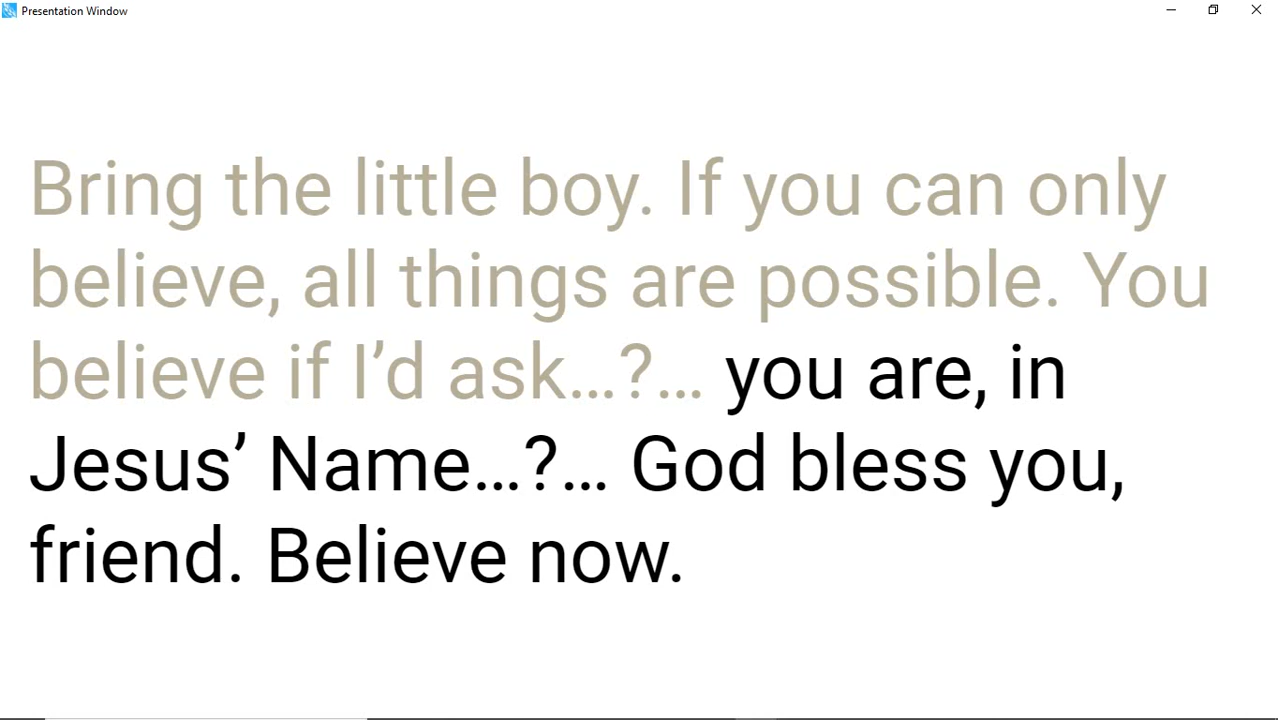 Presentation Window
Bring the little boy. If you can only
believe, all things are possible. You
believe if I’d ask...?... you are, in
Jesus’ Name...?... God bless you,
friend. Believe now.